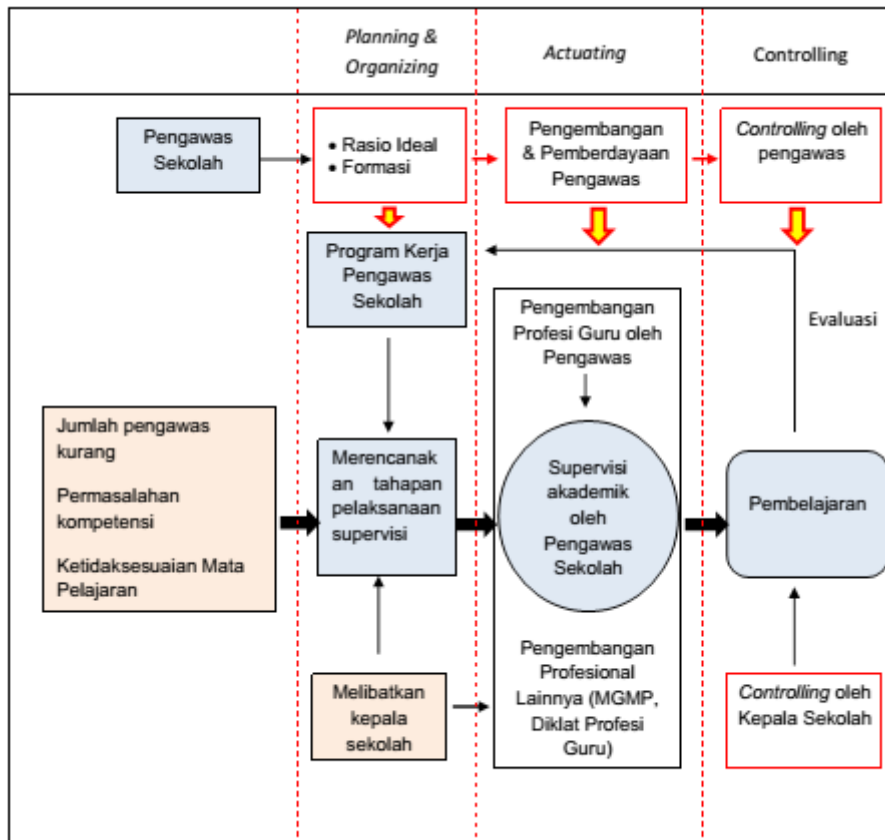 Planning &
Organizing
Actuating
Controlling
Pengawas
Sekolah
• Rasio Ideal
• Formasi
Pengembangan
& Pemberdayaan
Pengawas
Controlling oleh
pengawas
Program Kerja
Pengawas
Sekolah
Pengembangan
Profesi Guru oleh
Pengawas
Evaluasi
Jumlah pengawas
kurang
Permasalahan
kompetensi
Ketidaksesuaian Mata
Pelajaran
Merencanak
an tahapan
pelaksanaan
supervisi
Supervisi
akademik
oleh
Pengawas
Sekolah
Pembelajaran
Melibatkan
kepala
sekolah
Pengembangan
Profesional
Lainnya (MGMP,
Diklat Profesi
Guru)
Controlling oleh
Kepala Sekolah